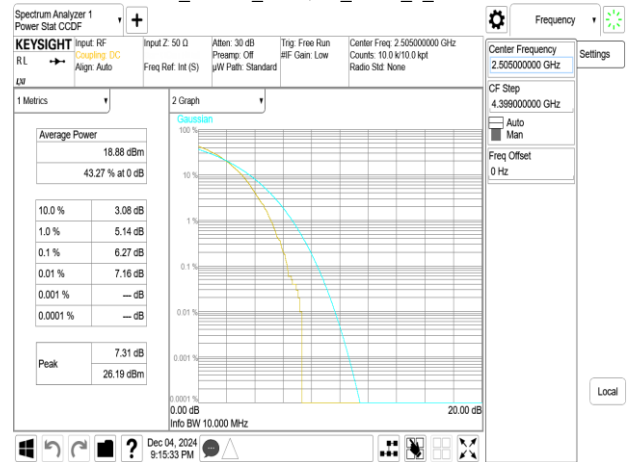 Spectrum Analyzer 1
Power Stat CCDF
Frequency
KEYSIGHT
RL
LXI
Input: RF
Coupling: DC
Align: Auto
Input Z: 50 Ω
Freq Ref: Int (S)
Atten: 30 dB
Preamp: Off
µW Path: Standard
Trig: Free Run
#IF Gain: Low
Center Freq: 2.505000000 GHz
Counts: 10.0 k/10.0 kpt
Radio Std: None
Center Frequency
2.505000000 GHz
Settings
CF Step
4.399000000 GHz
Auto
Man
Freq Offset
0 Hz
1 Metrics
Average Power
18.88 dBm
43.27 % at 0 dB
10.0 % 3.08 dB
1.0 % 5.14 dB
0.1 % 6.27 dB
0.01 % 7.16 dB
0.001 % --- dB
0.0001 % --- dB
Peak 7.31 dB
26.19 dBm
2 Graph
Gaussian
100 %
10 %
1 %
0.1 %
0.01 %
0.001 %
0.0001 %
0.00 dB 20.00 dB
Info BW 10.000 MHz
Local
? Dec 04, 2024
9:15:33 PM